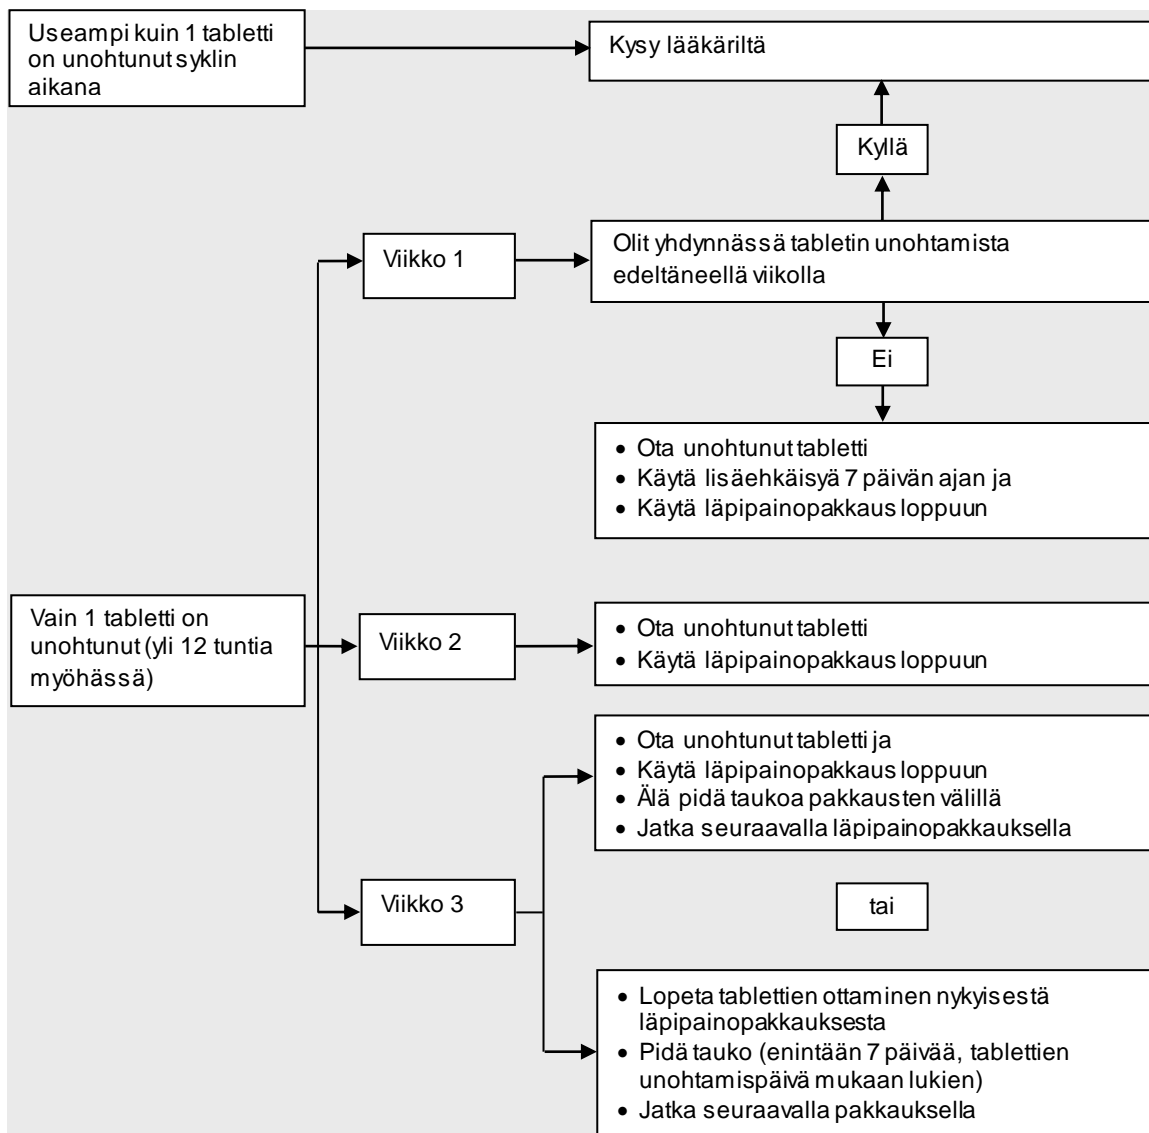 Useampi kuin 1 tabletti
on unohtunut syklin
aikana
Kysy lääkäriltä
Kyllä
Viikko 1
Olit yhdynnässä tabletin unohtamista
edeltäneellä viikolla
Ei
• Ota unohtunut tabletti
• Käytä lisäehkäisyä 7 päivän ajan ja
• Käytä läpipainopakkaus loppuun
Vain 1 tabletti on
unohtunut (yli 12 tuntia
myöhässä)
Viikko 2
• Ota unohtunut tabletti
• Käytä läpipainopakkaus loppuun
• Ota unohtunut tabletti ja
• Käytä läpipainopakkaus loppuun
• Älä pidä taukoa pakkausten välillä
• Jatka seuraavalla läpipainopakkauksella
Viikko 3
tai
• Lopeta tablettien ottaminen nykyisestä
läpipainopakkauksesta
• Pidä tauko (enintään 7 päivää, tablettien
unohtamispäivä mukaan lukien)
• Jatka seuraavalla pakkauksella